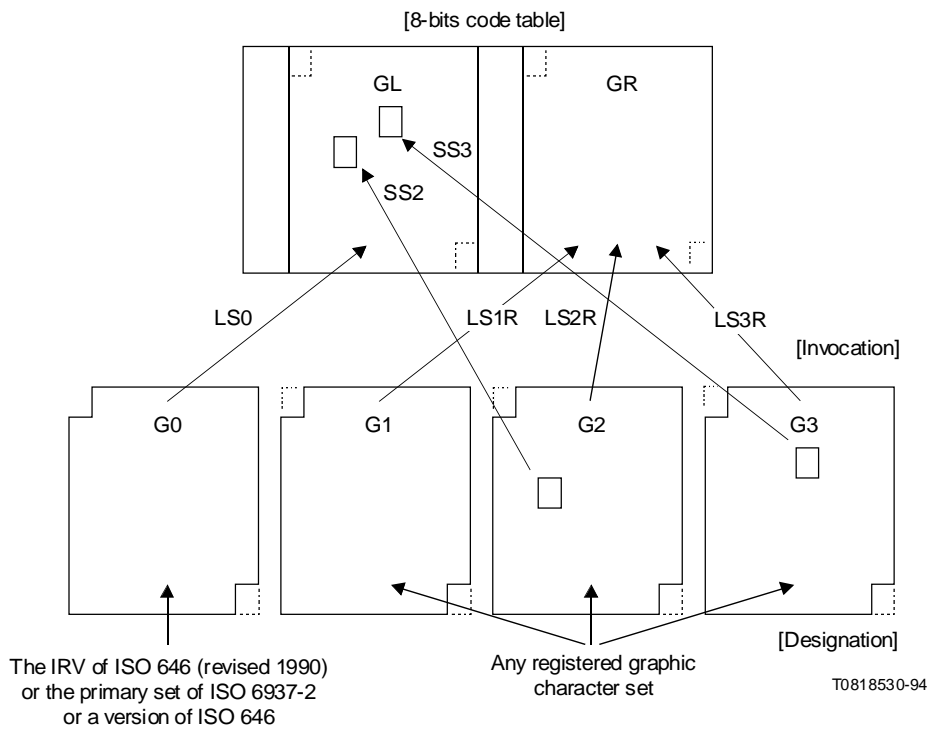 [8-bits code table]
GL
GR
SS3
SS2
LS0
LS1R
LS2R
LS3R
[Invocation]
G0
G1
G2
G3
[Designation]
The IRV of ISO 646 (revised 1990)
or the primary set of ISO 6937-2
or a version of ISO 646
Any registered graphic
character set
T0818530-94